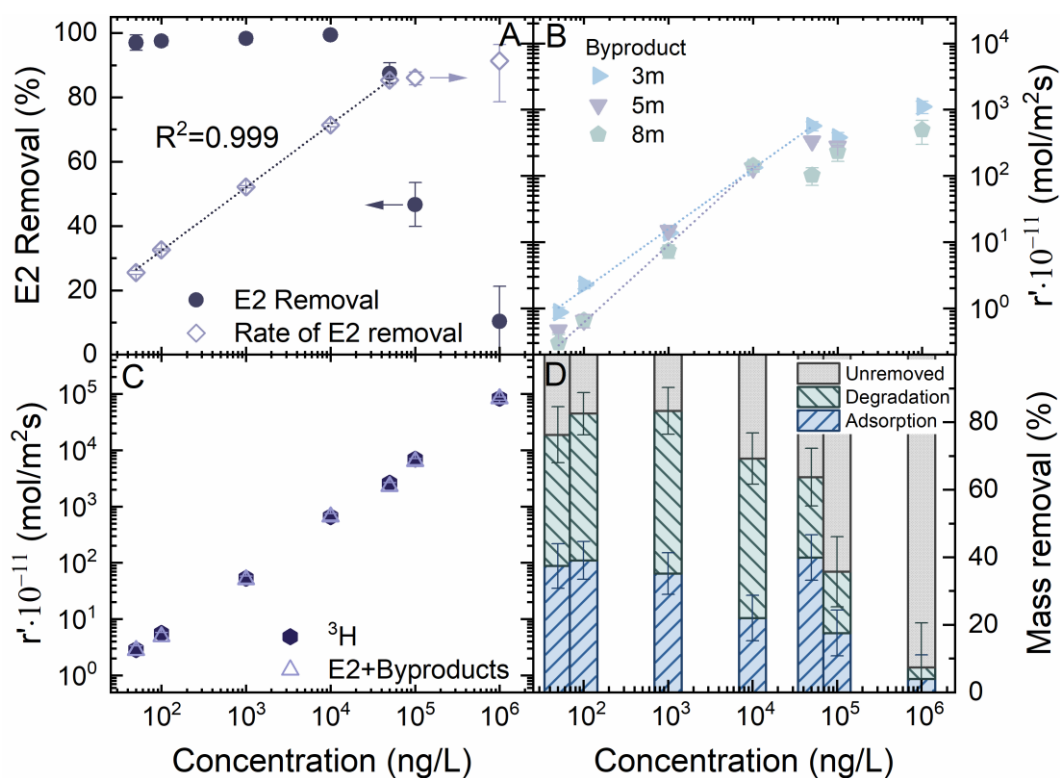 A
E2 Removal (%)
100
80
60
40
20
0
R²=0.999
E2 Removal
Rate of E2 removal
B
Byproduct
3m
5m
8m
10⁴
10³
10²
10¹
10⁰
r'·10⁻¹¹ (mol/m²s)
C
r'·10⁻¹¹ (mol/m²s)
10⁵
10⁴
10³
10²
10¹
10⁰
³H
E2+Byproducts
10² 10³ 10⁴ 10⁵ 10⁶
Concentration (ng/L)
D
Unremoved
Degradation
Adsorption
80
60
40
20
0
Mass removal (%)
10² 10³ 10⁴ 10⁵ 10⁶
Concentration (ng/L)